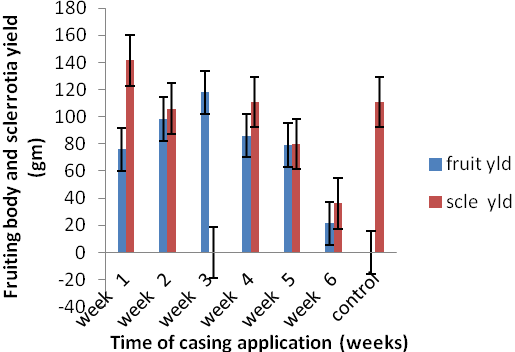 Fruiting body and sclerrotia yield
(gm)
180
160
140
120
100
80
60
40
20
0
-20
-40
week 1
week 2
week 3
week 4
week 5
week 6
control
Time of casing application (weeks)
fruit yld
scle yld